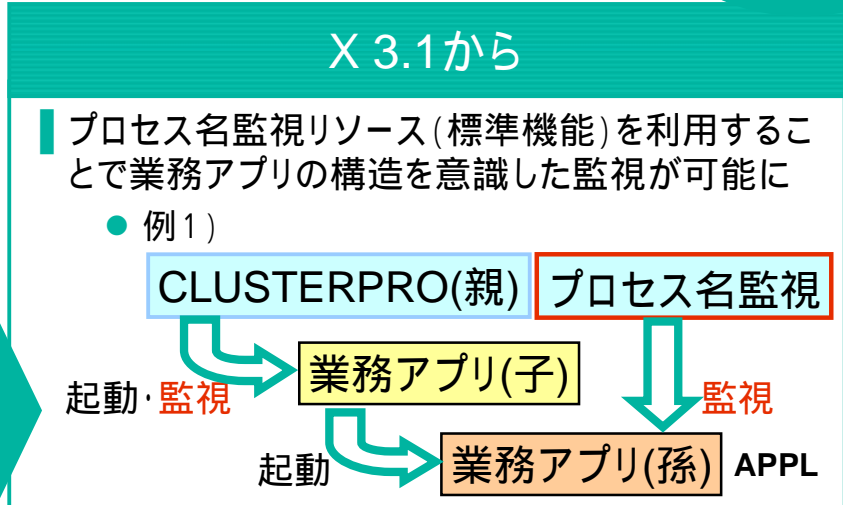 X 3.1から
プロセス名監視リソース(標準機能)を利用するこ
とで業務アプリの構造を意識した監視が可能に
例1)
CLUSTERPRO(親)
プロセス名監視
業務アプリ(子)
起動・監視
監視
起動
業務アプリ(孫)
APPL